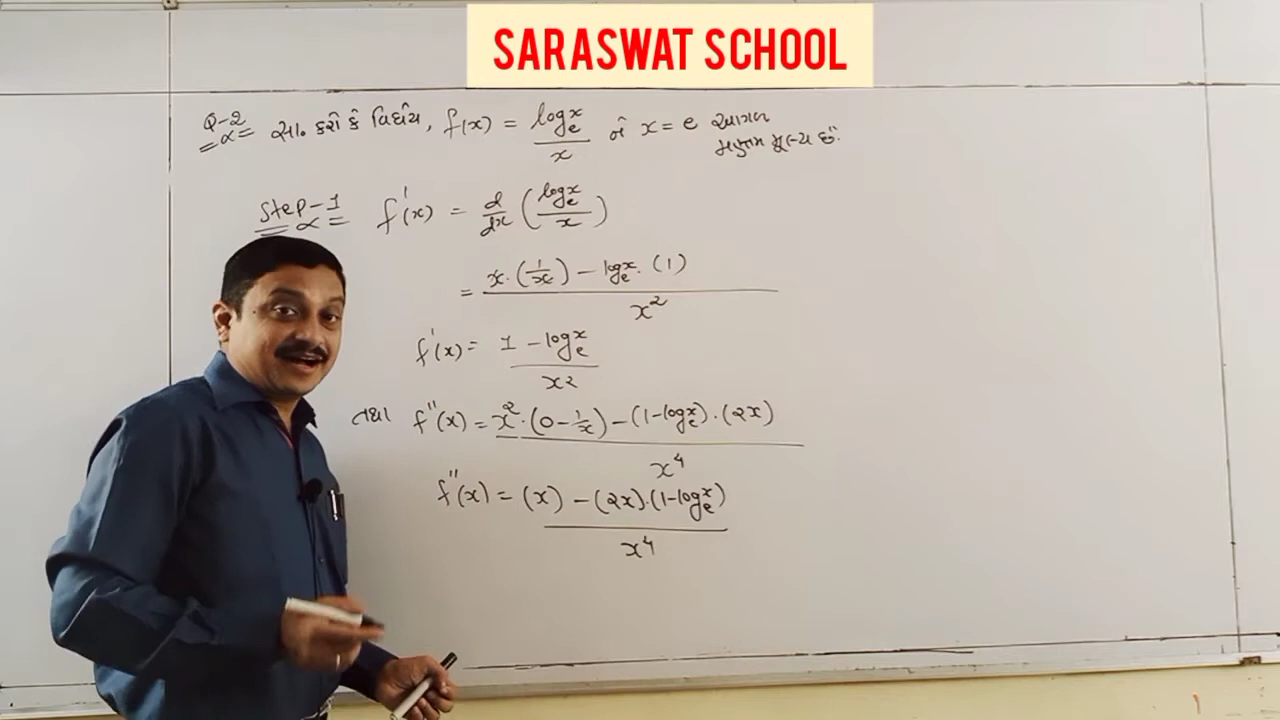 SARASWAT SCHOOL
Q-2 સા. કરો કે વિધેય, f(x) = logₑx / x ને x = e આગળ
મહત્તમ મૂલ્ય છે.
Step-1 f'(x) = d/dx (logₑx / x)
= x·(1/x) - logₑx·(1) / x²
f'(x) = 1 - logₑx / x²
તથા f''(x) = x²·(0 - 1/x) - (1 - logₑx)·(2x) / x⁴
f''(x) = (x) - (2x)·(1 - logₑx) / x⁴